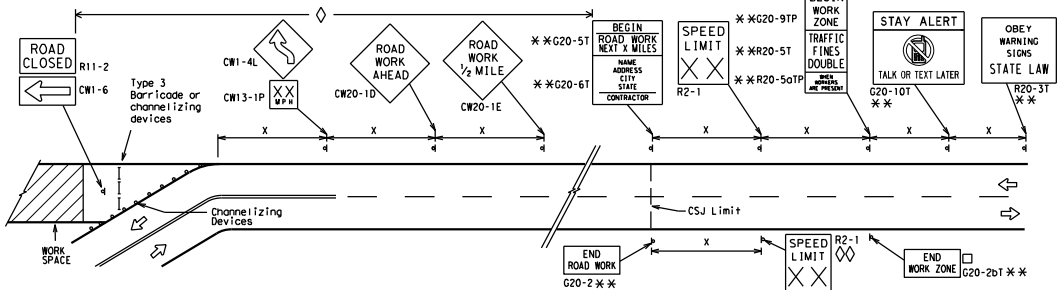 ROAD
CLOSED
R11-2
CW1-6
Type 3
Barricade or
channelizing
devices
CW1-4L
XX
MPH
CW13-1P
ROAD
WORK
AHEAD
CW20-1D
ROAD
WORK
1/2 MILE
CW20-1E
**G20-5T
BEGIN
ROAD WORK
NEXT X MILES
**G20-6T
NAME
ADDRESS
CITY
STATE
CONTRACTOR
SPEED
LIMIT
XX
R2-1
**G20-9TP
BEGIN
WORK
ZONE
**R20-5T
TRAFFIC
FINES
DOUBLE
**R20-5aTP
WHEN
WORKERS
ARE PRESENT
STAY ALERT
TALK OR TEXT LATER
G20-10T
**
OBEY
WARNING
SIGNS
STATE LAW
R20-3T
**
X X X X X X X
Channelizing
Devices
WORK
SPACE
CSJ Limit
X
END
ROAD WORK
G20-2 **
SPEED
LIMIT
XX
R2-1
END
WORK ZONE
G20-2bT **